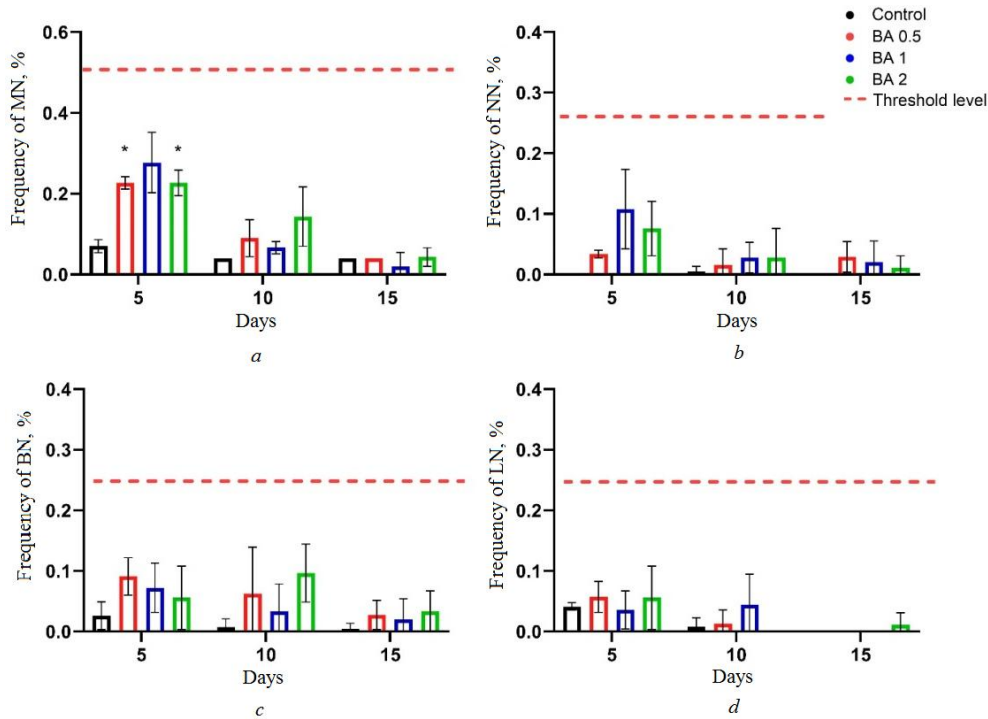 Control
BA 0.5
BA 1
BA 2
Threshold level
Frequency of MN, %
0.6
0.4
0.2
0.0
* *
5 10 15
Days
a
Frequency of NN, %
0.4
0.3
0.2
0.1
0.0
5 10 15
Days
b
Frequency of BN, %
0.4
0.3
0.2
0.1
0.0
5 10 15
Days
c
Frequency of LN, %
0.4
0.3
0.2
0.1
0.0
5 10 15
Days
d